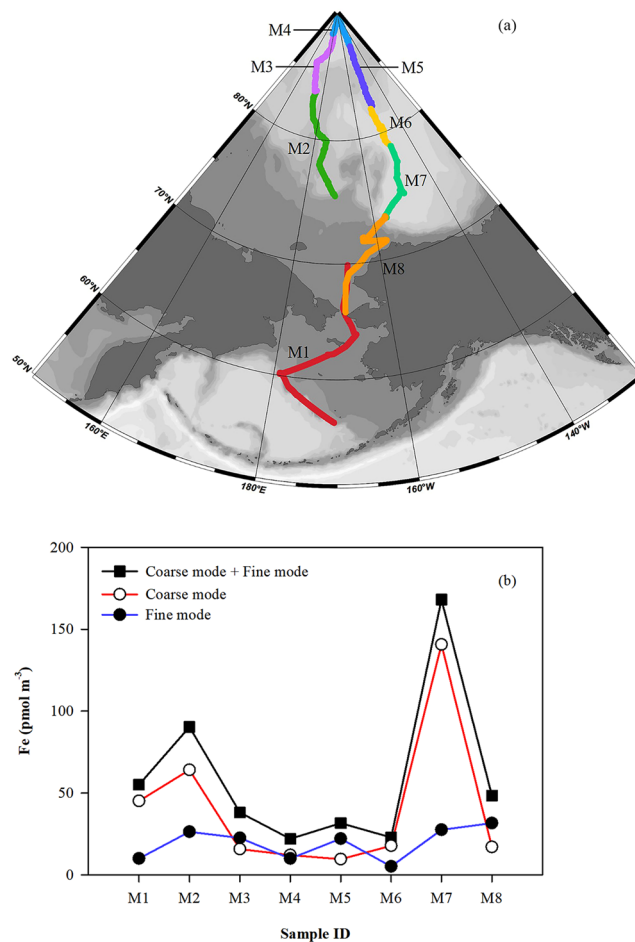 (a)
M4
M3
M5
80°N
M6
M2
M7
70°N
M8
60°N
M1
50°N
160°E
140°W
180°E
160°W
200
Coarse mode + Fine mode
(b)
Coarse mode
Fine mode
150
Fe (pmol m⁻³)
100
50
0
M1 M2 M3 M4 M5 M6 M7 M8
Sample ID